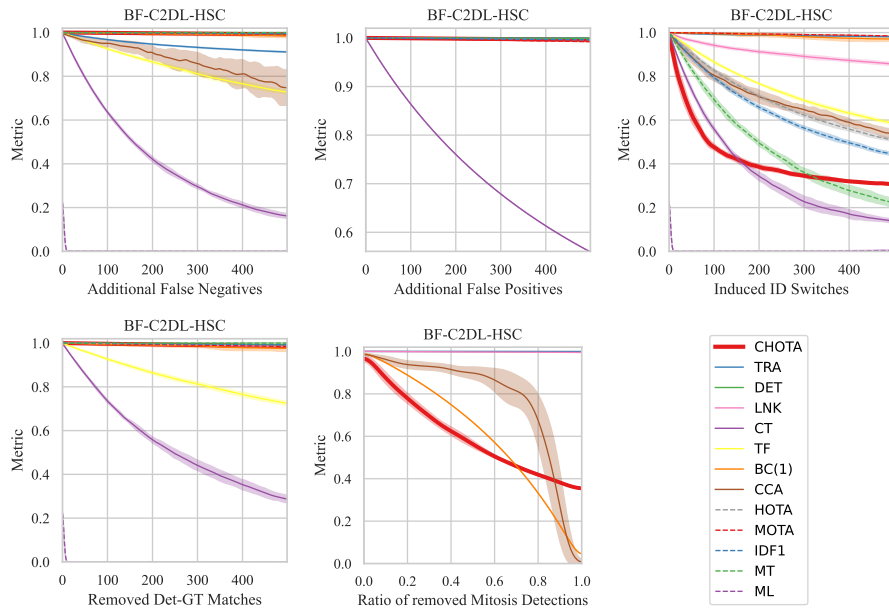 BF-C2DL-HSC
BF-C2DL-HSC
BF-C2DL-HSC
Metric
1.0
0.8
0.6
0.4
0.2
0.0
0
100
200
300
400
Additional False Negatives
Metric
1.0
0.9
0.8
0.7
0.6
0
100
200
300
400
Additional False Positives
Metric
1.0
0.8
0.6
0.4
0.2
0.0
0
100
200
300
400
Induced ID Switches
BF-C2DL-HSC
BF-C2DL-HSC
Metric
1.0
0.8
0.6
0.4
0.2
0.0
0
100
200
300
400
Removed Det-GT Matches
Metric
1.0
0.8
0.6
0.4
0.2
0.0
0.0
0.2
0.4
0.6
0.8
1.0
Ratio of removed Mitosis Detections
CHOTA
TRA
DET
LNK
CT
TF
BC(1)
CCA
HOTA
MOTA
IDF1
MT
ML